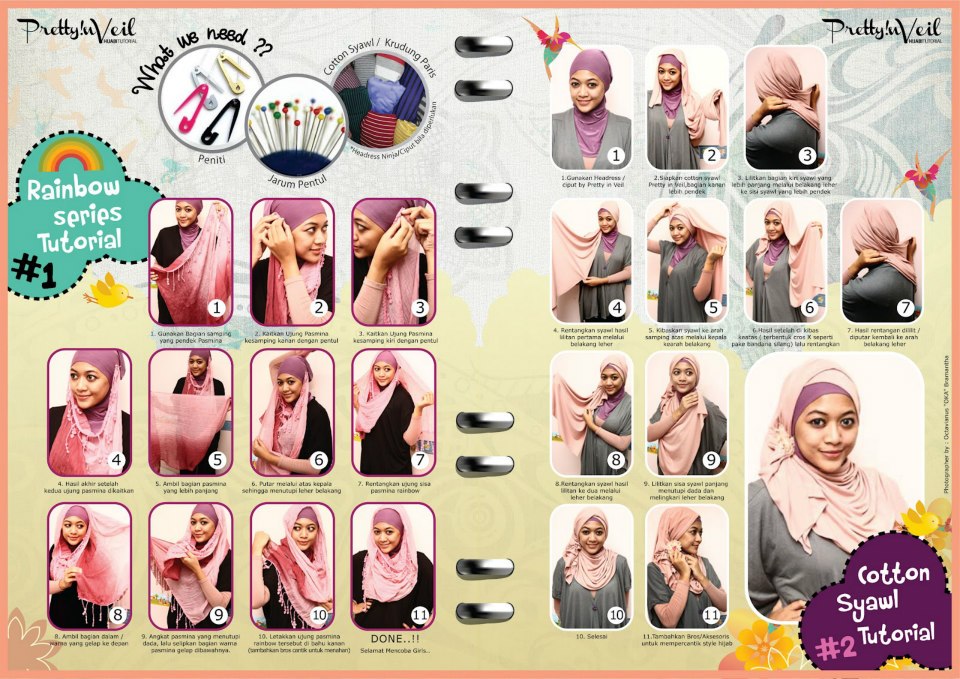 Pretty!nVeil
HIJAB TUTORIAL
What we need ??
Peniti
Jarum Pentul
Cotton Syawl / Krudung Paris
*Headress Ninja/Ciput bila diperlukan
Rainbow
series
Tutorial
#1
1
1. Gunakan Bagian samping
yang pendek Pasmina
2
2. Kaitkan Ujung Pasmina
kesamping kanan dengan pentul
3
3. Kaitkan Ujung Pasmina
kesamping kiri dengan pentul
4
4. Hasil akhir setelah
kedua ujung pasmina dikaitkan
5
5. Ambil bagian pasmina
yang lebih panjang
6
6. Putar melalui atas kepala
sehingga menutupi leher belakang
7
7. Rentangkan ujung sisa
pasmina rainbow
8
8. Ambil bagian dalam /
warna yang gelap ke depan
9
9. Angkat pasmina yang menutupi
dada, lalu selipkan bagian warna
pasmina gelap dibawahnya.
10
10. Letakkan ujung pasmina
rainbow tersebut di bahu kanan
(tambahkan bros cantik untuk menahan)
11
DONE..!!
Selamat Mencoba Girls..
Pretty!nVeil
HIJAB TUTORIAL
1
1.Gunakan Headress /
ciput by Pretty in Veil
2
2.Siapkan cotton syawl
Pretty in Veil,bagian kanan
lebih pendek
3
3. Lilitkan bagian kiri syawl yang
lebih panjang melalui belakang leher
ke sisi syawl yang lebih pendek
4
4. Rentangkan syawl hasil
lilitan pertama melalui
belakang leher
5
5. Kibaskan syawl ke arah
samping atas melalui kepala
kearah belakang
6
6.Hasil setelah di kibas
keatas ( terbentuk cros X seperti
pake bandana silang) lalu rentangkan
7
7. Hasil rentangan dililit /
diputar kembali ke arah
belakang leher
8
8.Rentangkan syawl hasil
lilitan ke dua melalui
leher belakang
9
9. Lilitkan sisa syawl panjang
menutupi dada dan
melingkari leher belakang
10
10. Selesai
11
11.Tambahkan Bros/Aksesoris
untuk mempercantik style hijab
Photographer by : Octavianus "OKA" Bramantha
Cotton
Syawl
#2 Tutorial